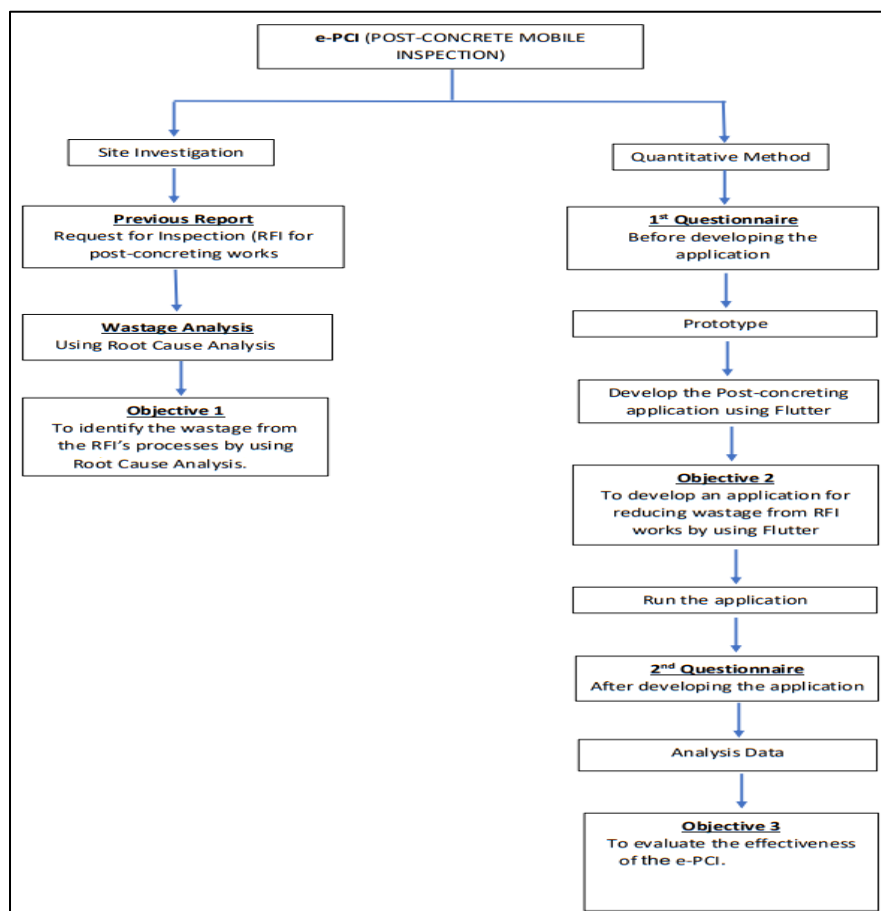 e-PCI (POST-CONCRETE MOBILE
INSPECTION)
Site Investigation
Previous Report
Request for Inspection (RFI for
post-concreting works
Wastage Analysis
Using Root Cause Analysis
Objective 1
To identify the wastage from
the RFI’s processes by using
Root Cause Analysis.
Quantitative Method
1st Questionnaire
Before developing the
application
Prototype
Develop the Post-concreting
application using Flutter
Objective 2
To develop an application for
reducing wastage from RFI
works by using Flutter
Run the application
2nd Questionnaire
After developing the application
Analysis Data
Objective 3
To evaluate the effectiveness
of the e-PCI.